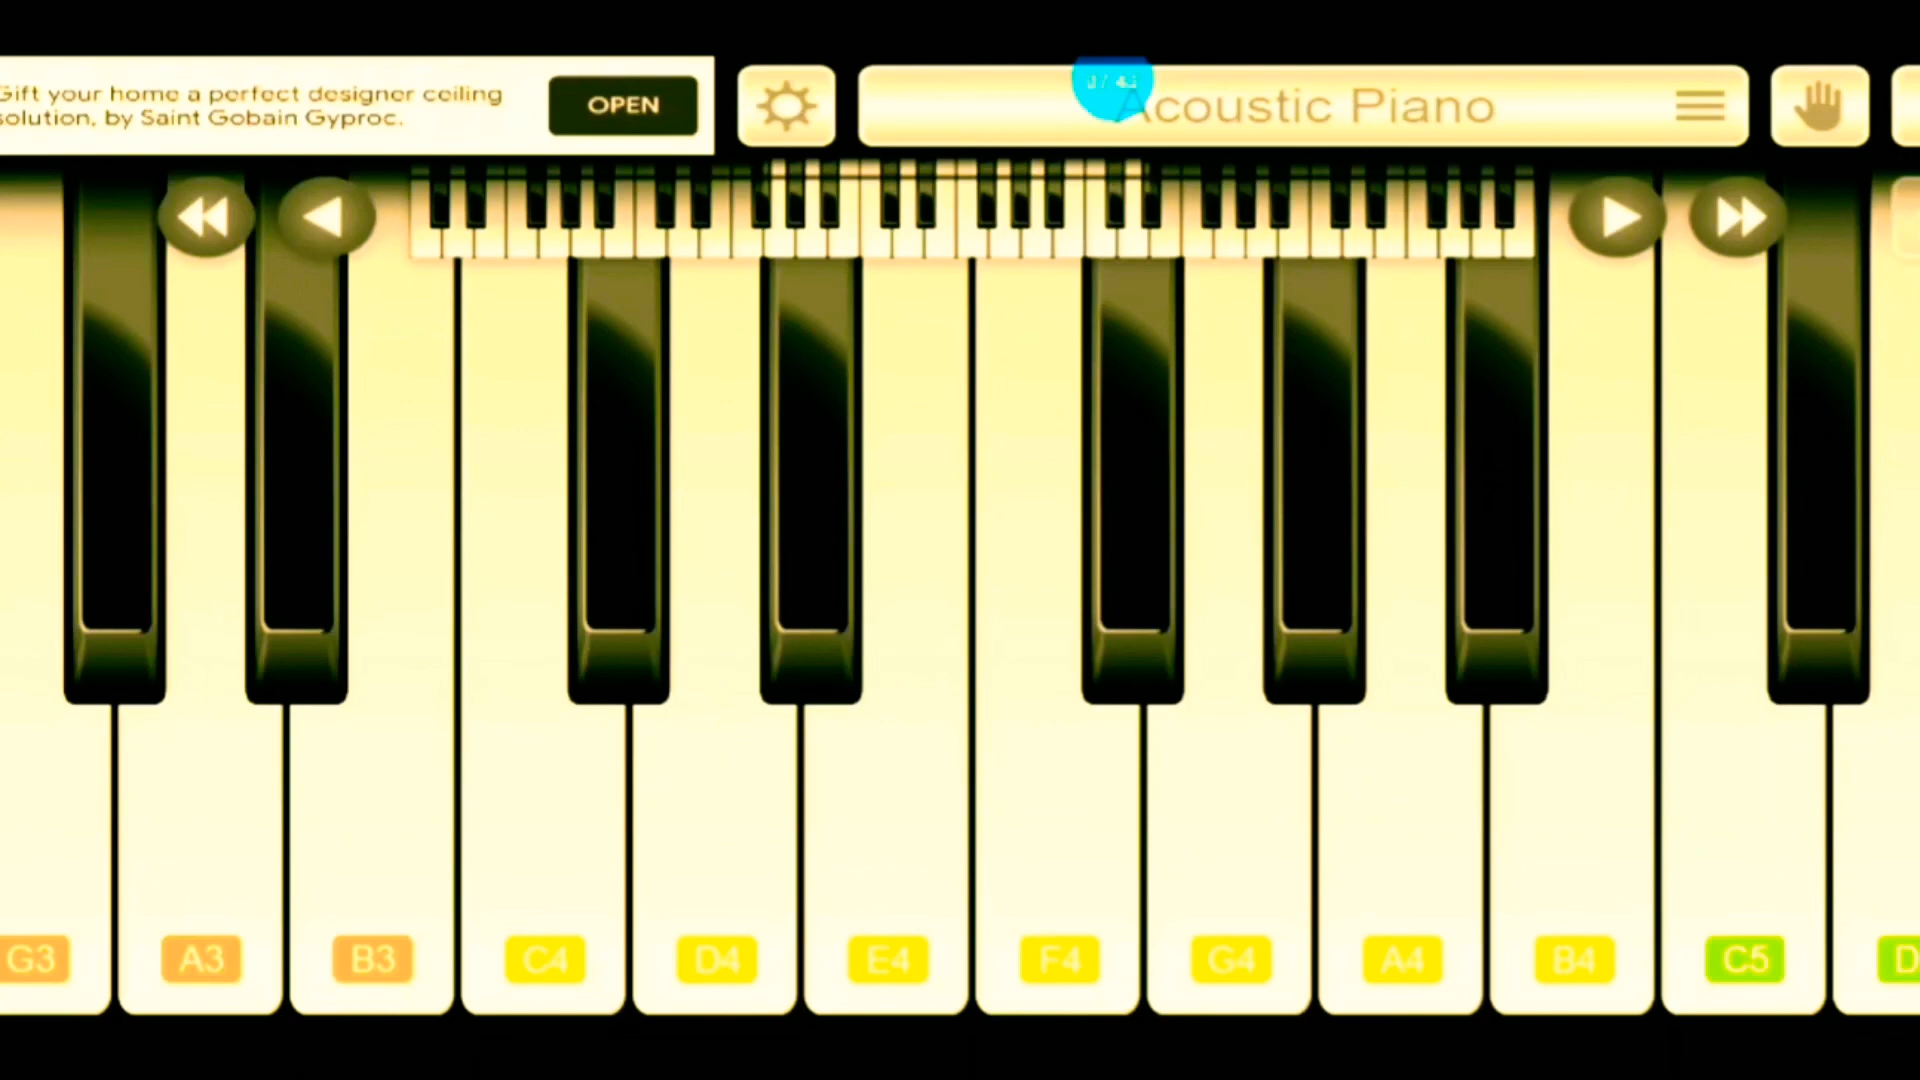 Gift your home a perfect designer ceiling
solution, by Saint Gobain Gyproc.
OPEN
Acoustic Piano
G3
A3
B3
C4
D4
E4
F4
G4
A4
B4
C5
D